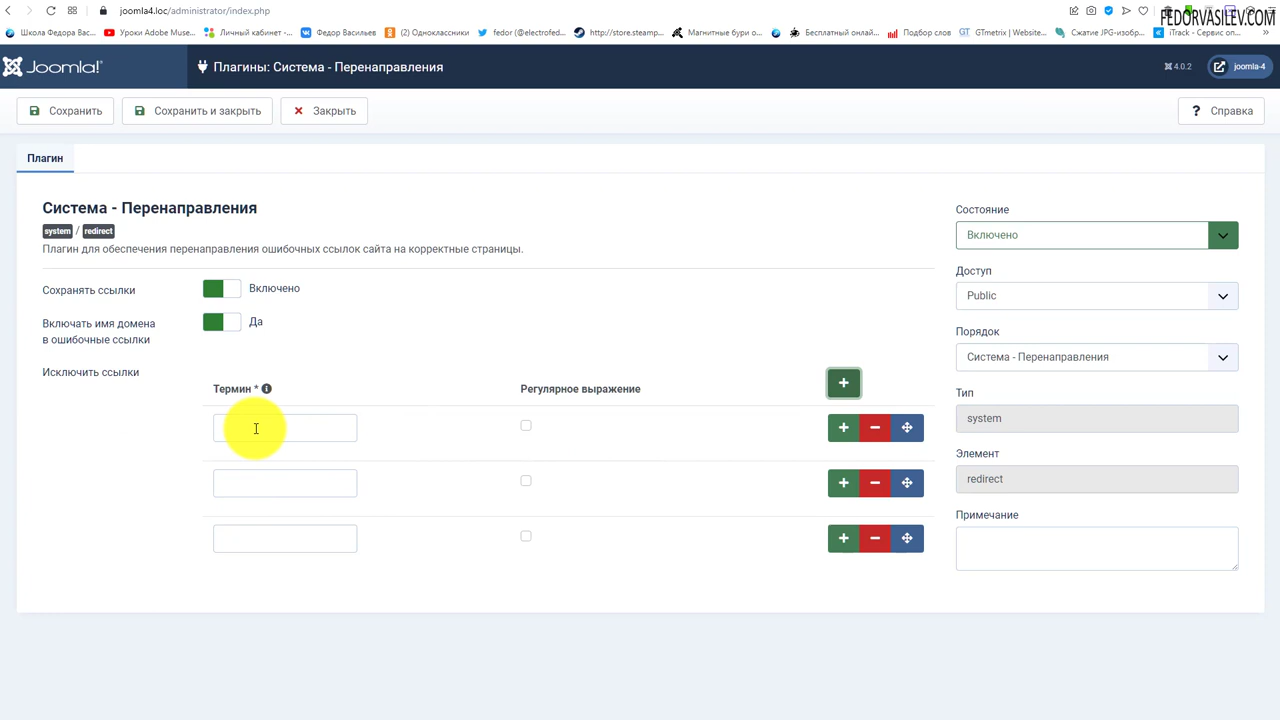 joomla4.loc/administrator/index.php
FEDORVASILEV.COM
Школа Федора Вас...
Уроки Adobe Muse...
Личный кабинет -...
Федор Васильев
(2) Одноклассники
fedor (@electrofed...
http://store.steamp...
Магнитные бури о...
Бесплатный онлай...
Подбор слов
GTmetrix | Website...
Сжатие JPG-изобр...
iTrack - Сервис оп...
Joomla!
Плагины: Система - Перенаправления
4.0.2
joomla-4
Сохранить
Сохранить и закрыть
Закрыть
? Справка
Плагин
Система - Перенаправления
system / redirect
Плагин для обеспечения перенаправления ошибочных ссылок сайта на корректные страницы.
Сохранять ссылки
Включено
Включать имя домена
в ошибочные ссылки
Да
Исключить ссылки
Термин *
Регулярное выражение
Состояние
Включено
Доступ
Public
Порядок
Система - Перенаправления
Тип
system
Элемент
redirect
Примечание